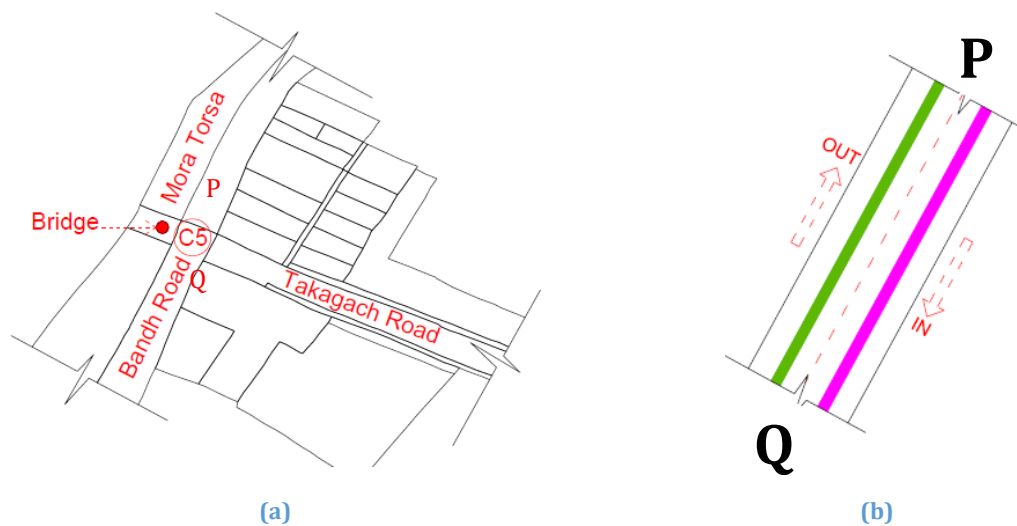 Mora Torsa
P
Bridge
C5
Q
Bandh Road
Takagach Road
(a)
P
OUT
IN
Q
(b)